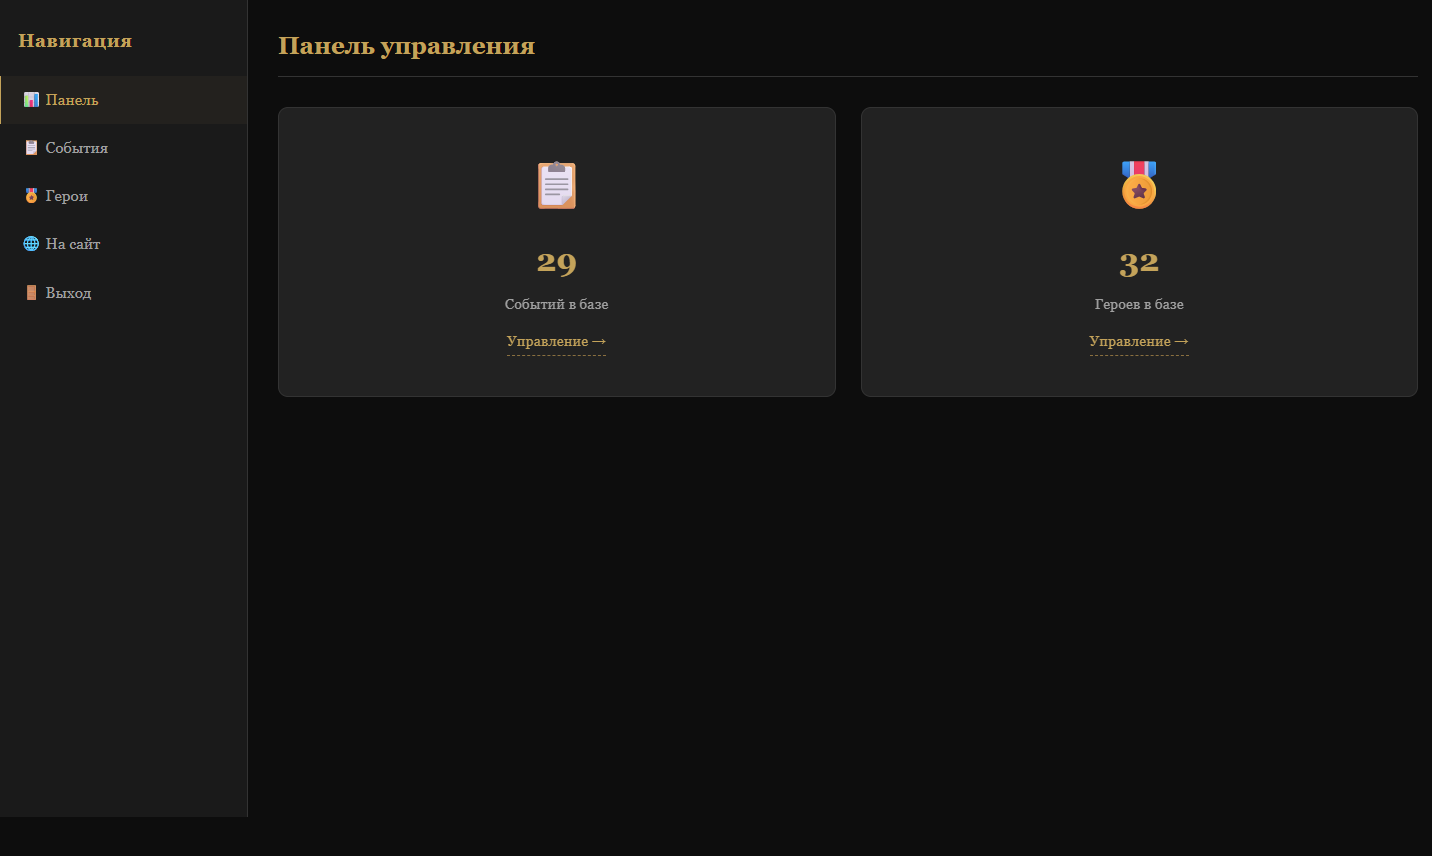 Навигация
Панель
События
Герои
На сайт
Выход
Панель управления
29
Событий в базе
Управление →
32
Героев в базе
Управление →